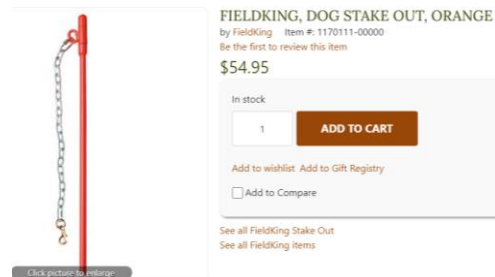 FIELDKING, DOG STAKE OUT, ORANGE
by FieldKing Item #: 1170111-00000
Be the first to review this item
$54.95
In stock
1
ADD TO CART
Add to wishlist Add to Gift Registry
Add to Compare
See all FieldKing Stake Out
See all FieldKing items
Click picture to enlarge